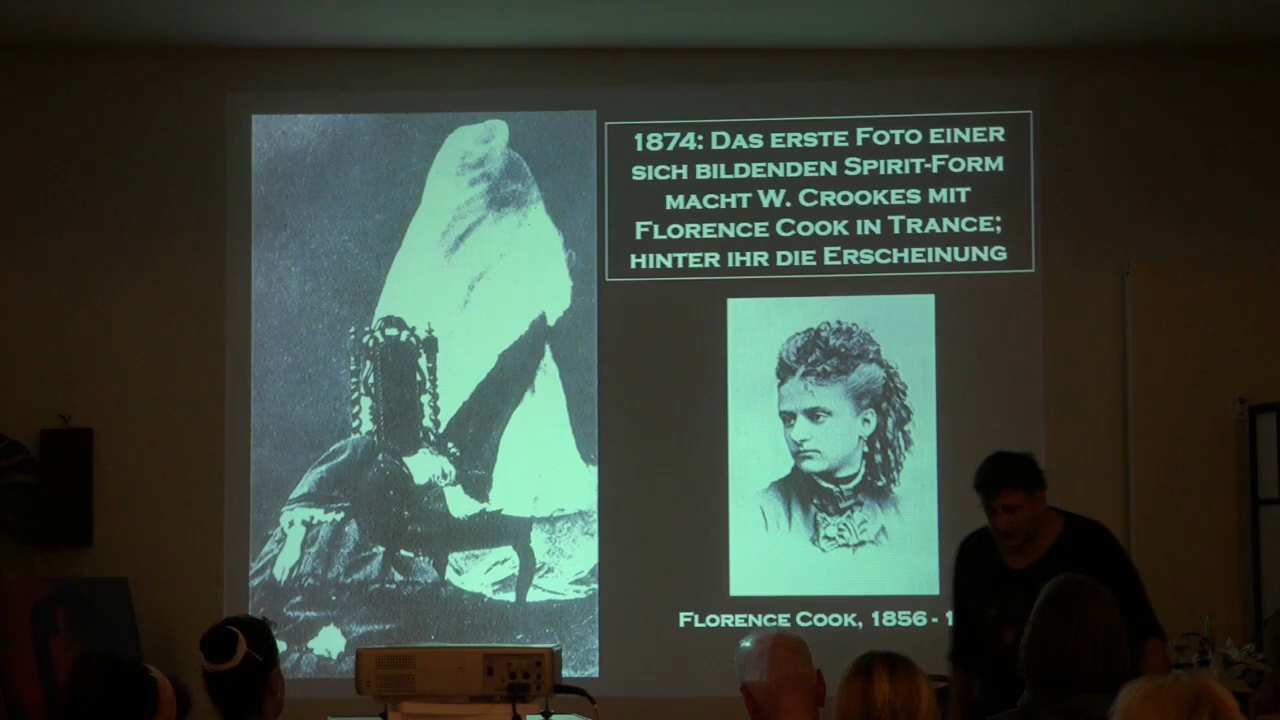 1874: Das erste Foto einer
sich bildenden Spirit-Form
macht W. Crookes mit
Florence Cook in Trance;
hinter ihr die Erscheinung
Florence Cook, 1856 - 1